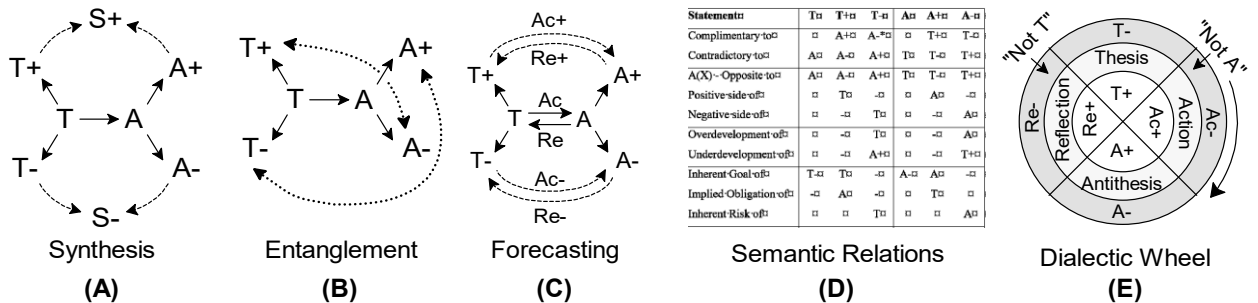 S+
T+
A+
T
A
T-
A-
S-
Synthesis
(A)
T+
A+
T
A
T-
A-
Entanglement
(B)
Ac+
Re+
T+
A+
Ac
T
A
Re
T-
A-
Ac-
Re-
Forecasting
(C)
Statement¤ T¤ T+¤ T-¤ A¤ A+¤ A-¤
Complimentary to¤ ¤ A+¤ A-*¤ ¤ T+¤ T-¤
Contradictory to¤ A¤ A-¤ A+¤ T¤ T-¤ T+¤
A(X)·-·Opposite·to¤ A¤ A-¤ A+¤ T¤ T-¤ T+¤
Positive·side·of¤ ¤ T¤ -¤ ¤ A¤ -¤
Negative·side·of¤ ¤ -¤ T¤ ¤ -¤ A¤
Overdevelopment·of¤ ¤ -¤ T¤ ¤ -¤ A¤
Underdevelopment·of¤ ¤ -¤ A+¤ ¤ -¤ T+¤
Inherent·Goal·of¤ T-¤ T¤ -¤ A-¤ A¤ -¤
Implied·Obligation·of¤ -¤ A¤ ¤ ¤ T¤ ¤
Inherent·Risk·of¤ ¤ ¤ T¤ ¤ ¤ A¤
Semantic Relations
(D)
"Not T"
"Not A"
T-
Thesis
T+
Re-
Reflection
Re+
Ac+
Action
Ac-
A+
Antithesis
A-
Dialectic Wheel
(E)